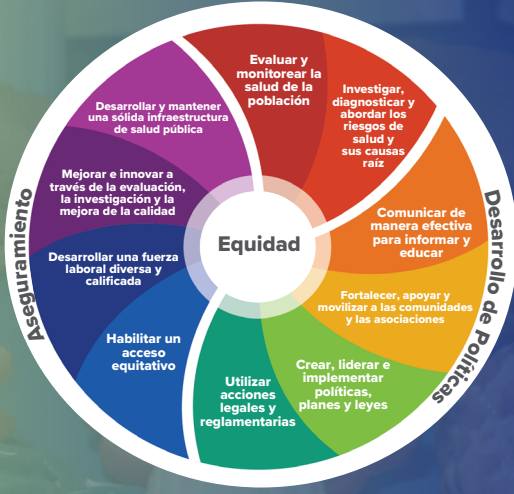 Evaluar y
monitorear la
salud de la
población
Investigar,
diagnosticar y
abordar los
riesgos de
salud y
sus causas
raíz
Comunicar de
manera efectiva
para informar y
educar
Fortalecer, apoyar y
movilizar a las comunidades
y las asociaciones
Crear, liderar e
implementar
políticas,
planes y leyes
Utilizar
acciones
legales y
reglamentarias
Habilitar un
acceso
equitativo
Desarrollar una fuerza
laboral diversa y
calificada
Mejorar e innovar a
través de la evaluación,
la investigación y la
mejora de la calidad
Desarrollar y mantener
una sólida infraestructura
de salud pública
Equidad
Aseguramiento
Desarrollo de Políticas